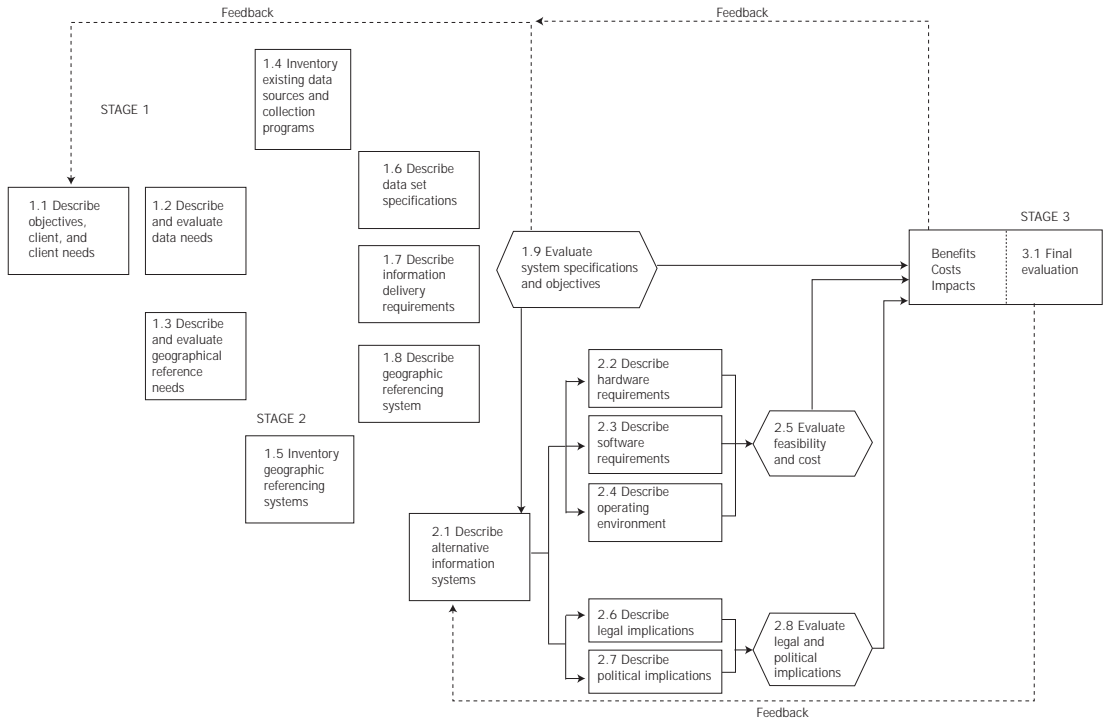 Feedback
Feedback
1.4 Inventory
existing data
sources and
collection
programs
STAGE 1
1.6 Describe
data set
specifications
1.1 Describe
objectives,
client, and
client needs
1.2 Describe
and evaluate
data needs
STAGE 3
1.9 Evaluate
system specifications
and objectives
Benefits
Costs
Impacts
3.1 Final
evaluation
1.7 Describe
information
delivery
requirements
1.3 Describe
and evaluate
geographical
reference
needs
1.8 Describe
geographic
referencing
system
2.2 Describe
hardware
requirements
STAGE 2
2.3 Describe
software
requirements
2.5 Evaluate
feasibility
and cost
1.5 Inventory
geographic
referencing
systems
2.4 Describe
operating
environment
2.1 Describe
alternative
information
systems
2.6 Describe
legal implications
2.8 Evaluate
legal and
political
implications
2.7 Describe
political implications
Feedback